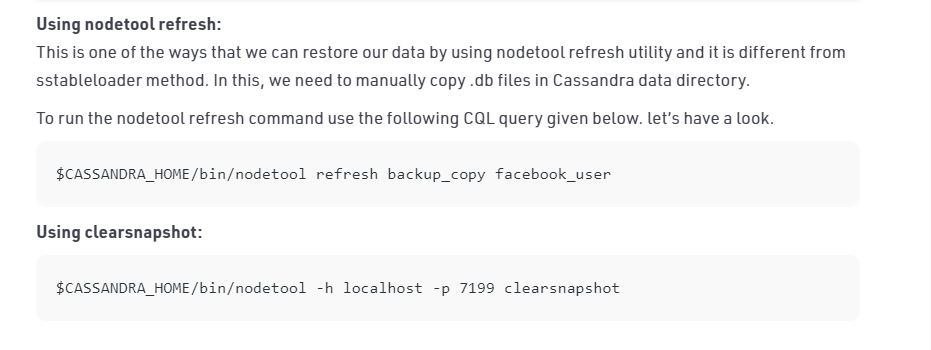 Using nodetool refresh:
This is one of the ways that we can restore our data by using nodetool refresh utility and it is different from
sstableloader method. In this, we need to manually copy .db files in Cassandra data directory.
To run the nodetool refresh command use the following CQL query given below. let's have a look.
$CASSANDRA_HOME/bin/nodetool refresh backup_copy facebook_user
Using clearsnapshot:
$CASSANDRA_HOME/bin/nodetool -h localhost -p 7199 clearsnapshot